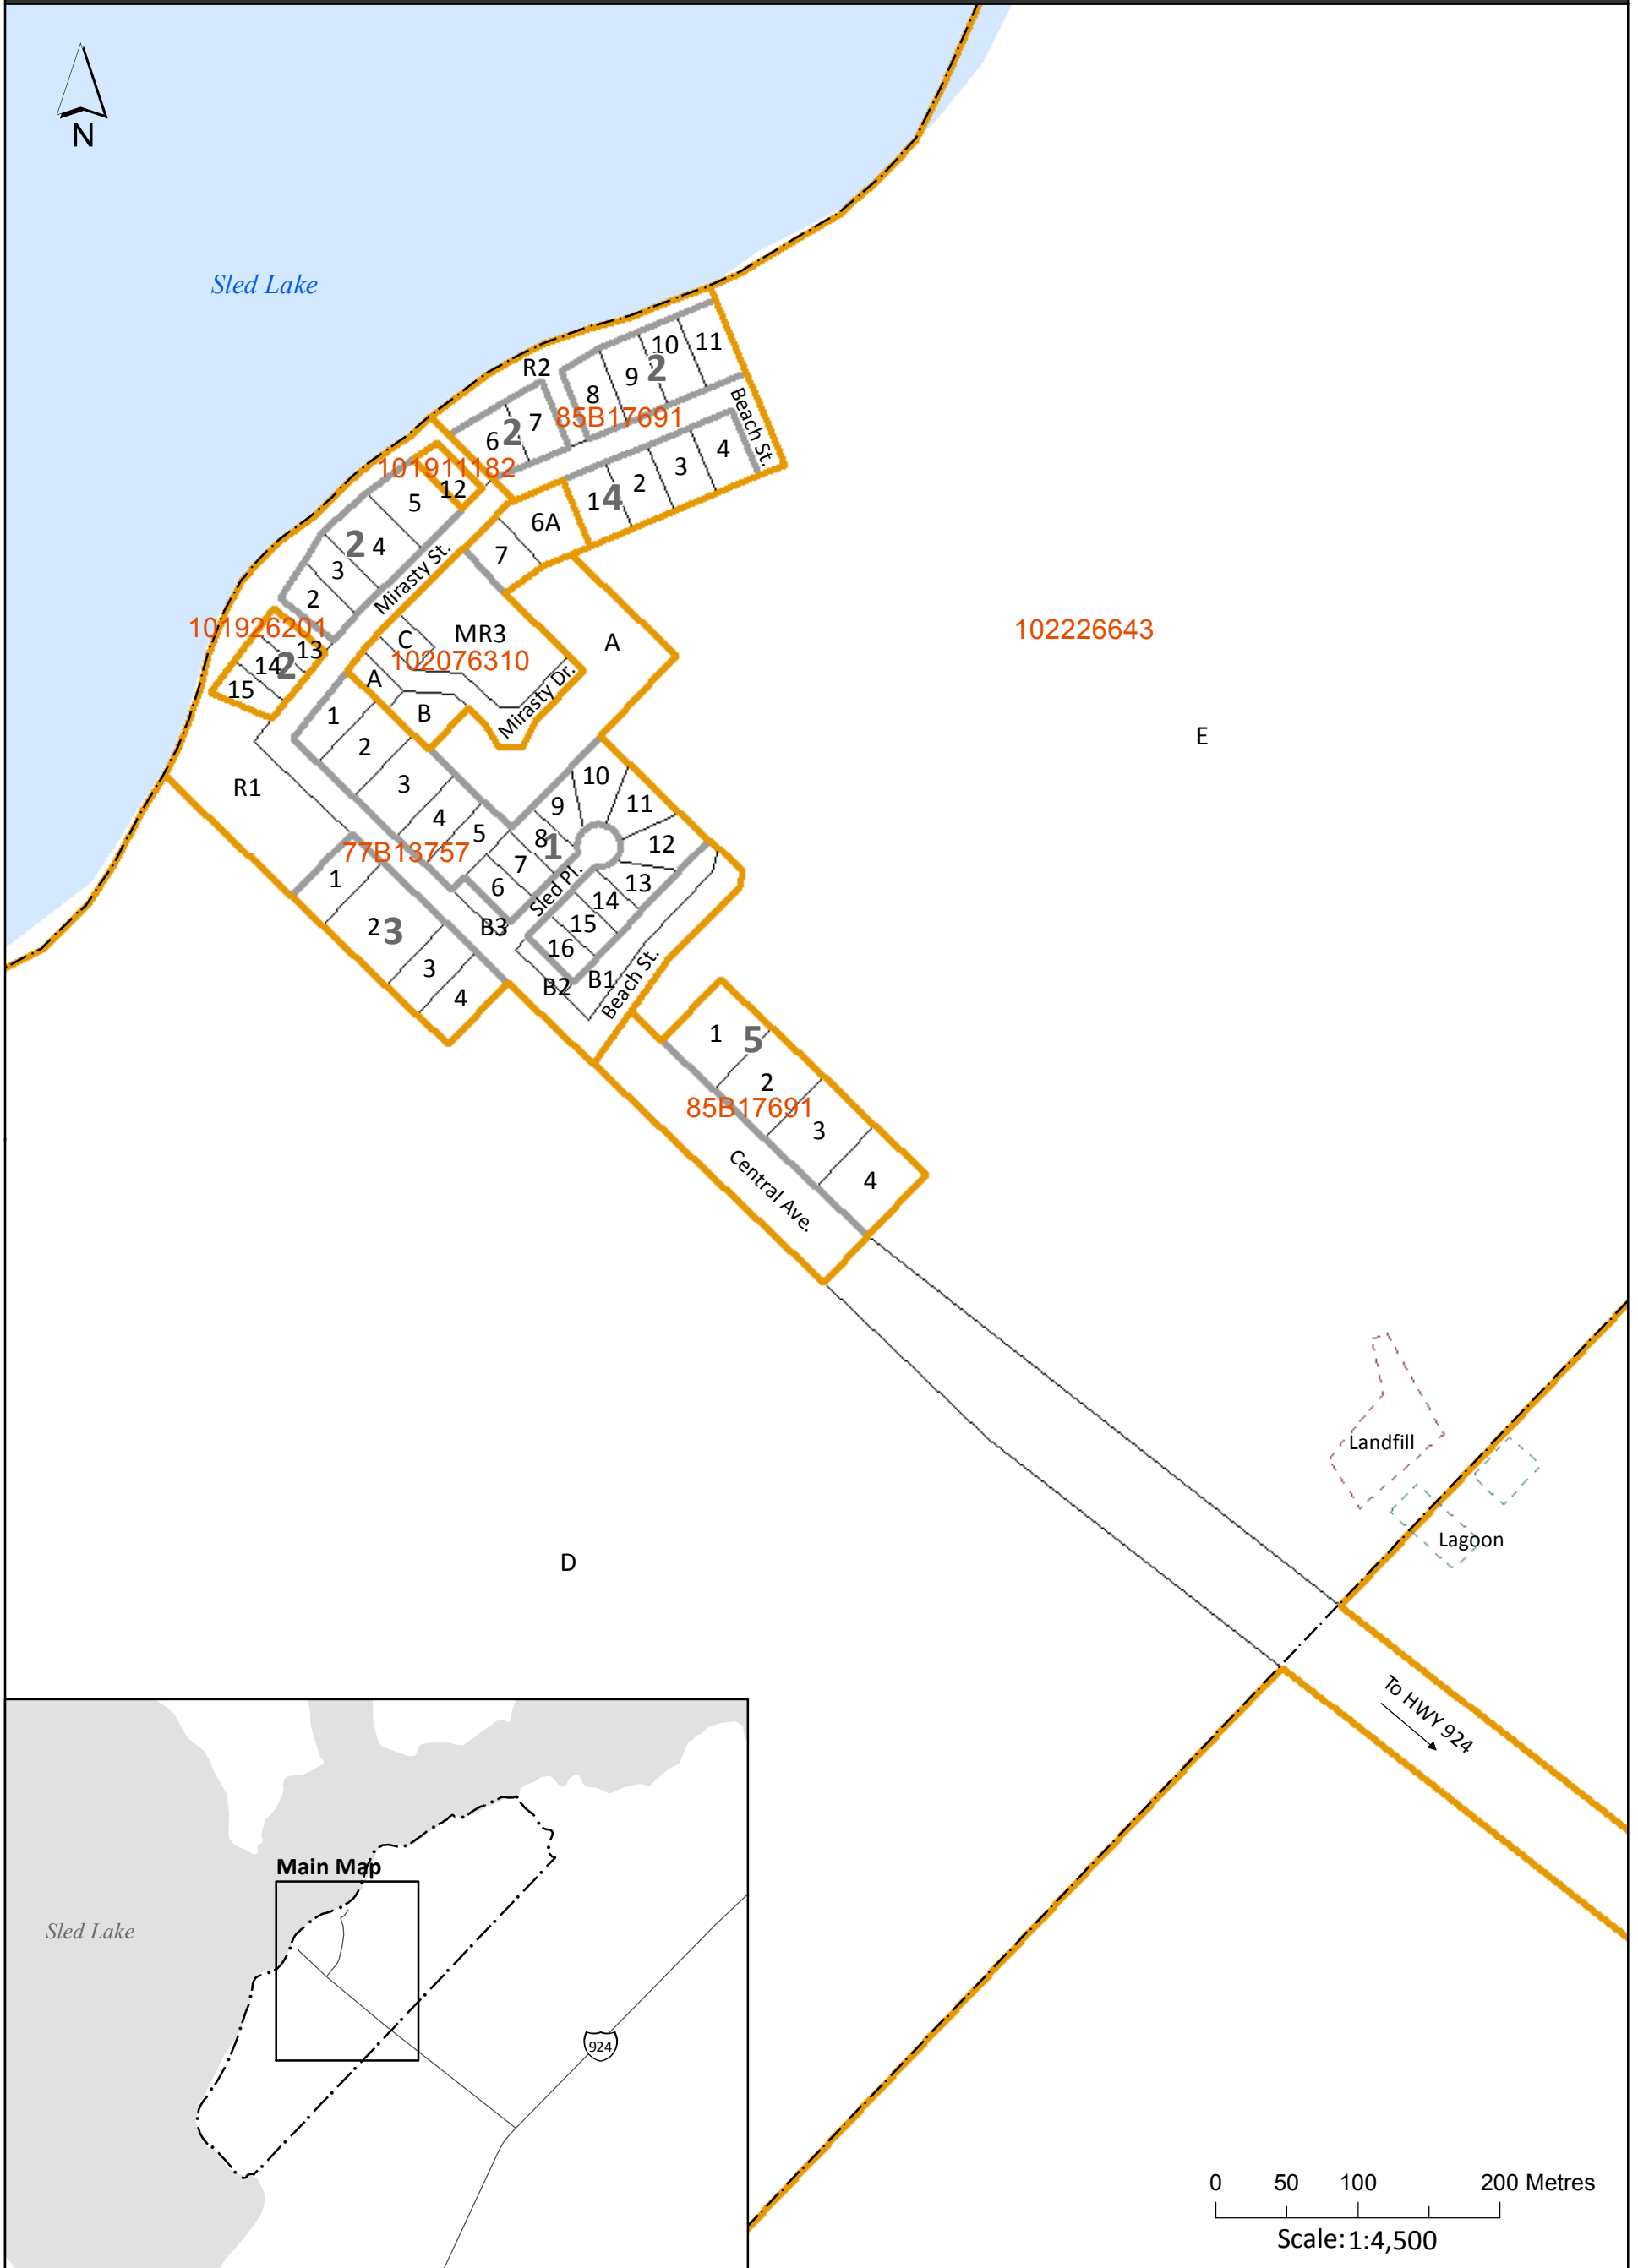 N
Sled Lake
R2
8
9
10
2
11
85B17691
6
2
7
Beach St.
1
4
2
3
4
101911182
12
5
6A
7
2
4
3
2
Mirasty St.
101926201
13
14
2
15
C
MR3
102076310
A
B
Mirasty Dr.
A
102226643
E
1
2
3
4
5
R1
77B13757
10
9
11
8
1
12
7
6
13
14
15
16
Sled Pl.
B3
B2
B1
Beach St.
1
2
3
3
4
1
5
2
85B17691
3
4
Central Ave.
Landfill
Lagoon
D
To HWY 924
Main Map
Sled Lake
924
0 50 100 200 Metres
Scale:1:4,500